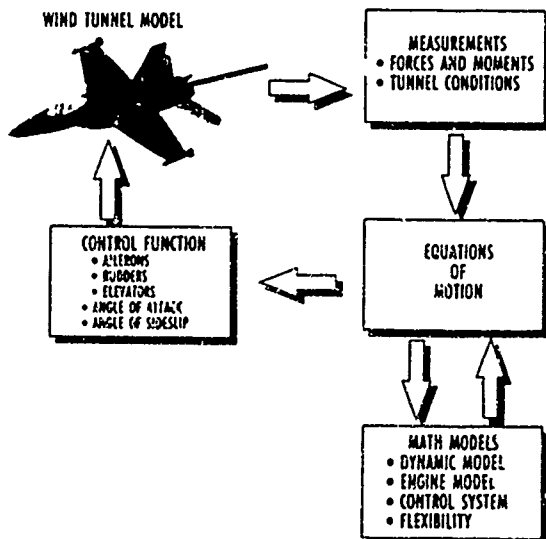 WIND TUNNEL MODEL
MEASUREMENTS
• FORCES AND MOMENTS
• TUNNEL CONDITIONS
EQUATIONS
OF
MOTION
CONTROL FUNCTION
• AILERONS
• RUDDERS
• ELEVATORS
• ANGLE OF ATTACK
• ANGLE OF SIDESLIP
MATH MODELS
• DYNAMIC MODEL
• ENGINE MODEL
• CONTROL SYSTEM
• FLEXIBILITY